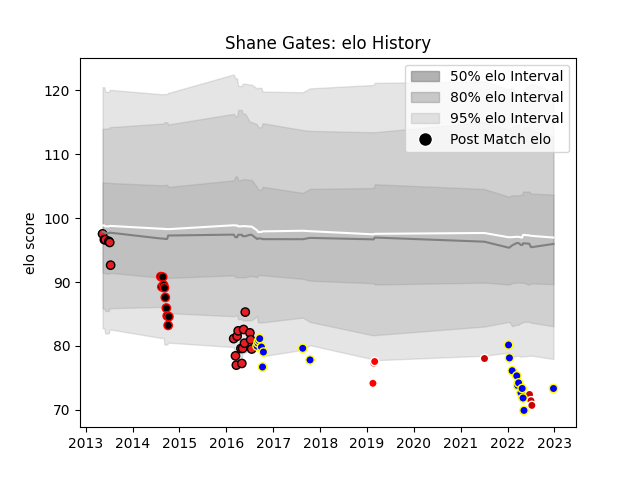 Shane Gates: elo History
50% elo Interval
80% elo Interval
95% elo Interval
Post Match elo
elo score
120
110
100
90
80
70
2013 2014 2015 2016 2017 2018 2019 2020 2021 2022 2023